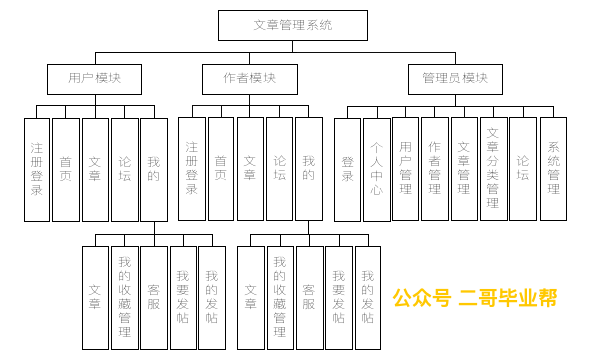 文章管理系统
用户模块
作者模块
管理员模块
注册登录
首页
文章
论坛
我的
注册登录
首页
文章
论坛
我的
登录
个人中心
用户管理
作者管理
文章管理
文章分类管理
论坛
系统管理
文章
我的收藏管理
客服
我要发帖
我的发帖
文章
我的收藏管理
客服
我要发帖
我的发帖
公众号 二哥毕业帮